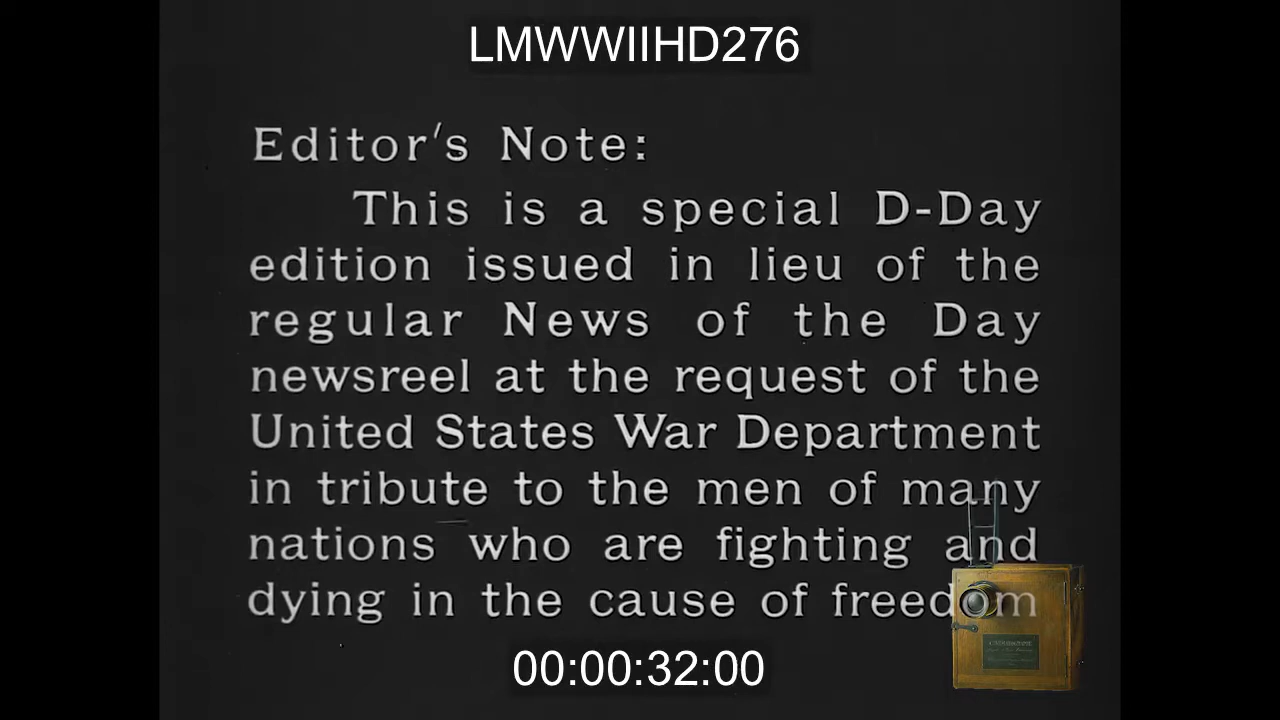 LMWWIIHD276
Editor's Note:
This is a special D-Day
edition issued in lieu of the
regular News of the Day
newsreel at the request of the
United States War Department
in tribute to the men of many
nations who are fighting and
dying in the cause of freedom
00:00:32:00